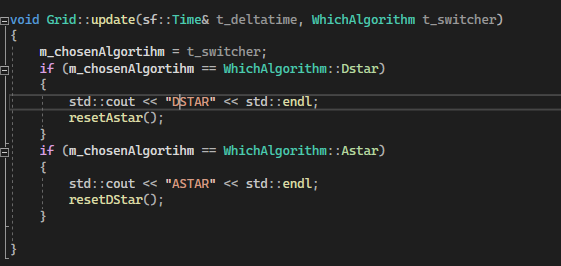 void Grid::update(sf::Time& t_deltatime, WhichAlgorithm t_switcher)
{
    m_chosenAlgortihm = t_switcher;
    if (m_chosenAlgortihm == WhichAlgorithm::Dstar)
    {
        std::cout << "DSTAR" << std::endl;
        resetAstar();
    }
    if (m_chosenAlgortihm == WhichAlgorithm::Astar)
    {
        std::cout << "ASTAR" << std::endl;
        resetDStar();
    }
}